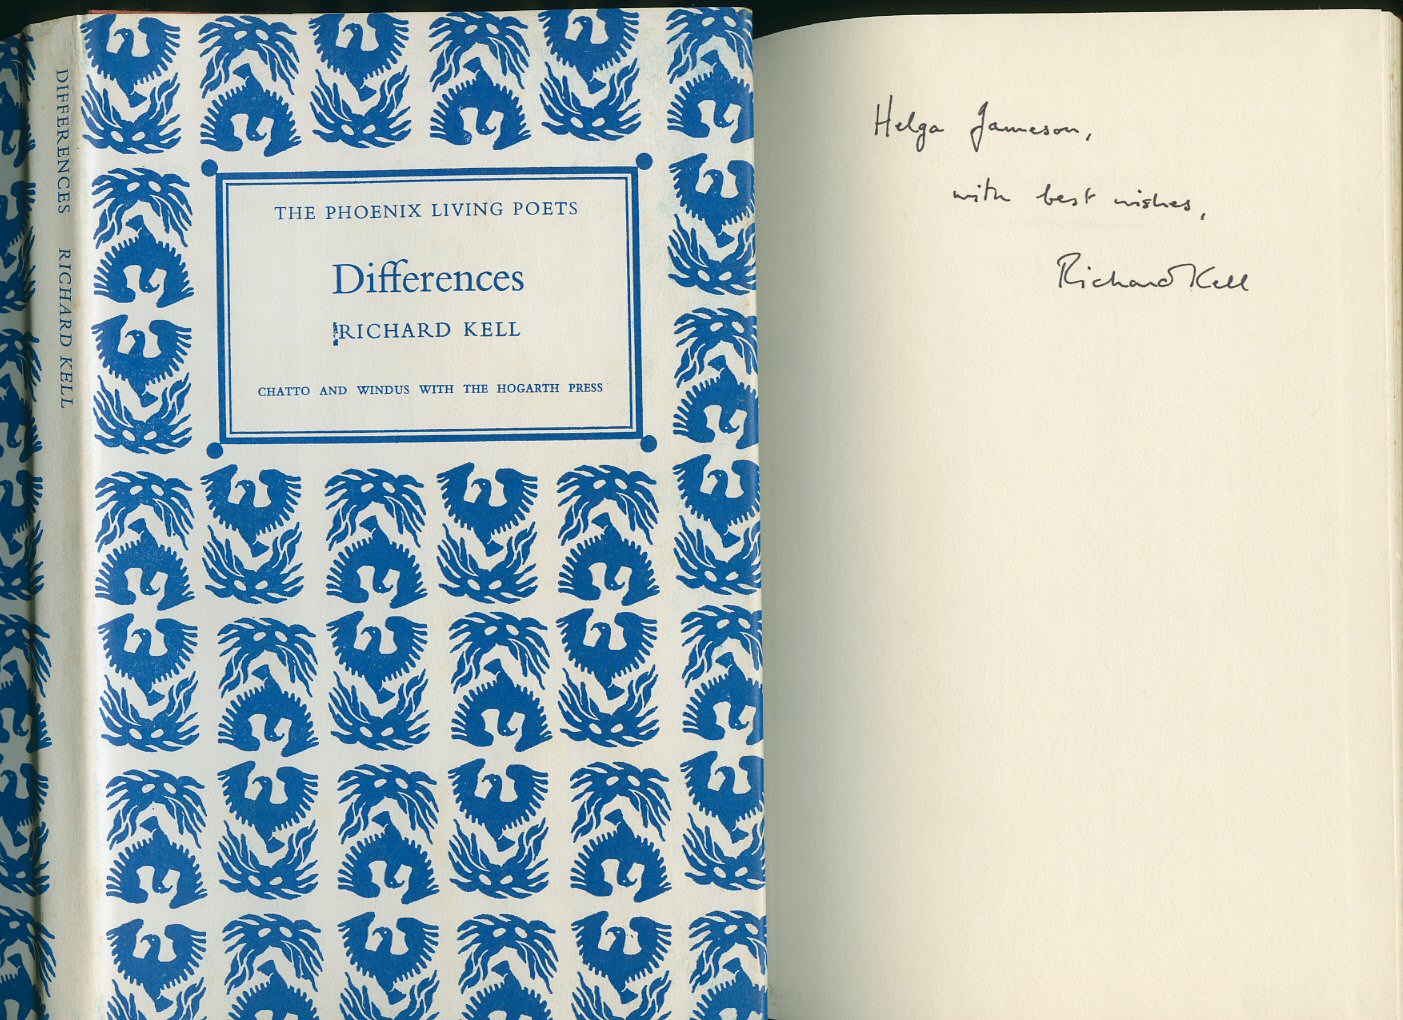 DIFFERENCES RICHARD KELL
THE PHOENIX LIVING POETS
Differences
RICHARD KELL
CHATTO AND WINDUS WITH THE HOGARTH PRESS
Helga Jameson,
with best wishes,
Richard Kell